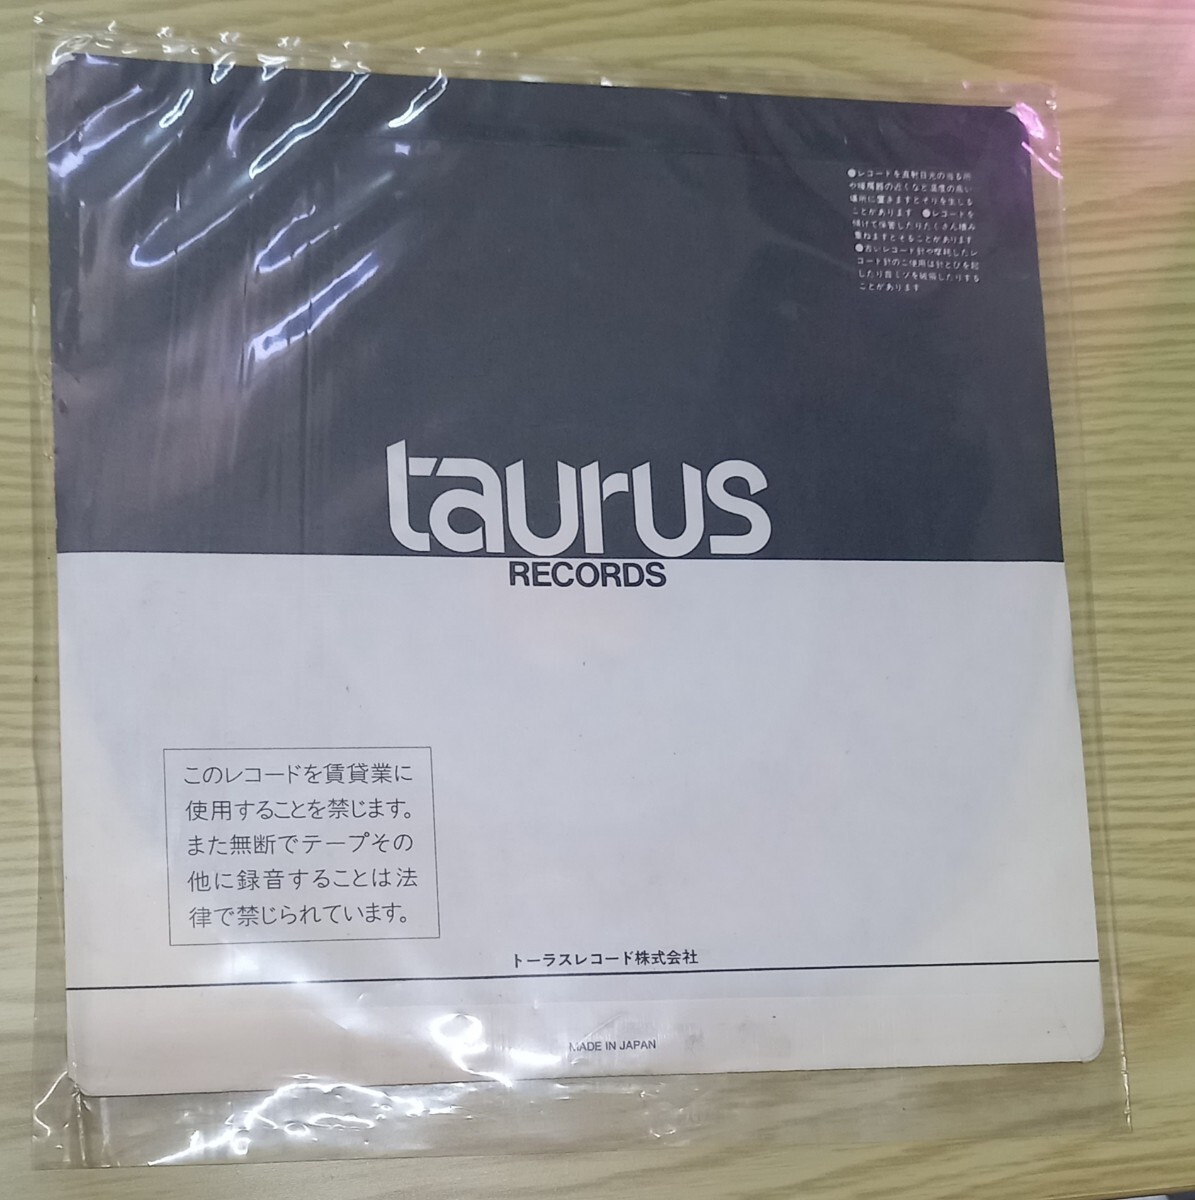 ●レコードを直射日光の当る所
や暖房器の近くなど温度の高い
場所に置きますとそりを生じる
ことがあります ●レコードを
傾けて保管したりたくさん積み
重ねますとそることがあります
●古いレコード針や摩耗したレ
コード針のご使用は針とびを起
したり音ミゾを破損したりする
ことがあります
taurus
RECORDS
このレコードを賃貸業に
使用することを禁じます。
また無断でテープその
他に録音することは法
律で禁じられています。
トーラスレコード株式会社
MADE IN JAPAN